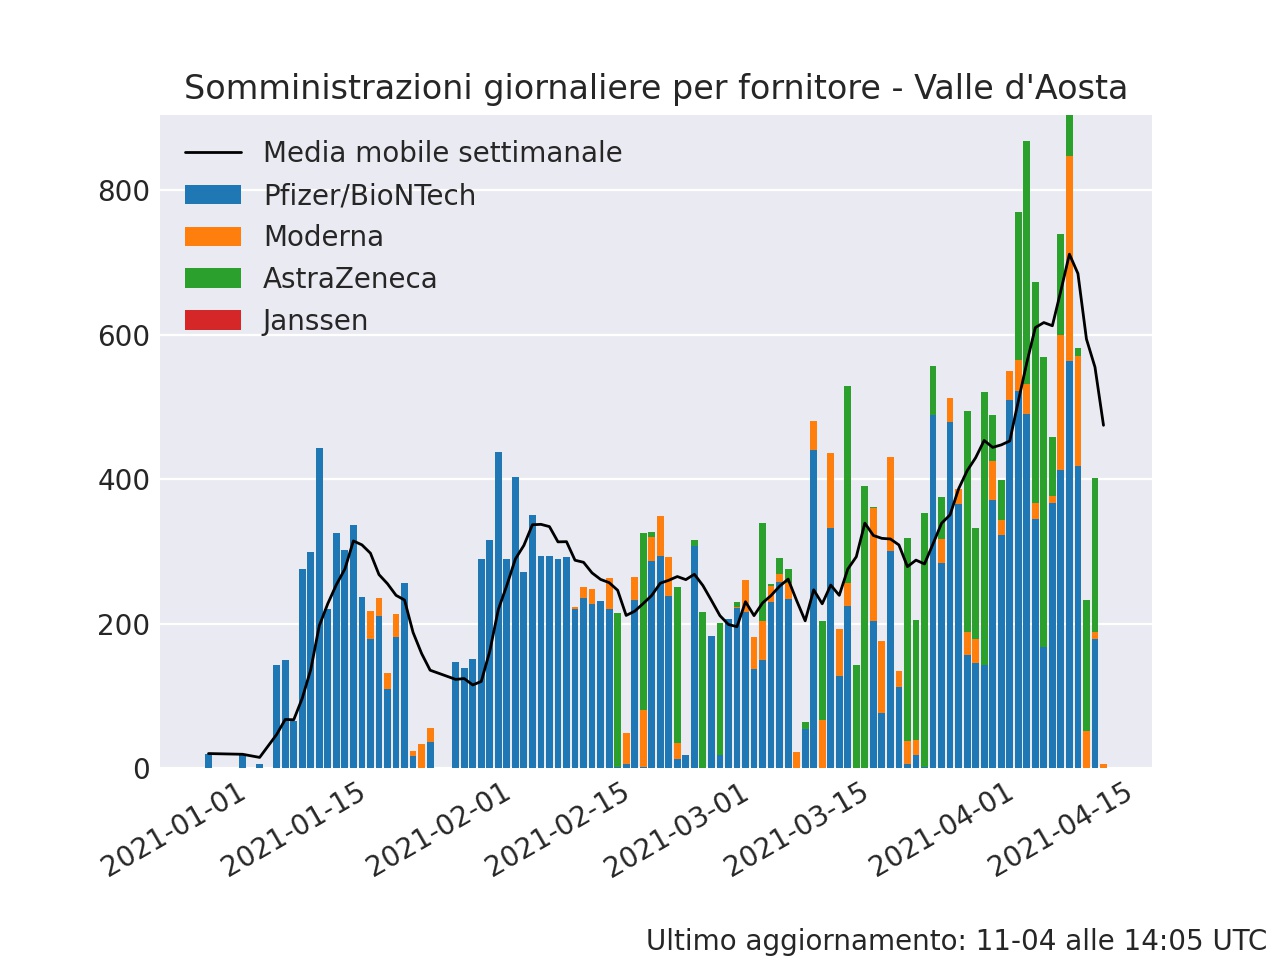 Somministrazioni giornaliere per fornitore - Valle d'Aosta
Media mobile settimanale
Pfizer/BioNTech
Moderna
AstraZeneca
Janssen
800
600
400
200
0
2021-01-01
2021-01-15
2021-02-01
2021-02-15
2021-03-01
2021-03-15
2021-04-01
2021-04-15
Ultimo aggiornamento: 11-04 alle 14:05 UTC